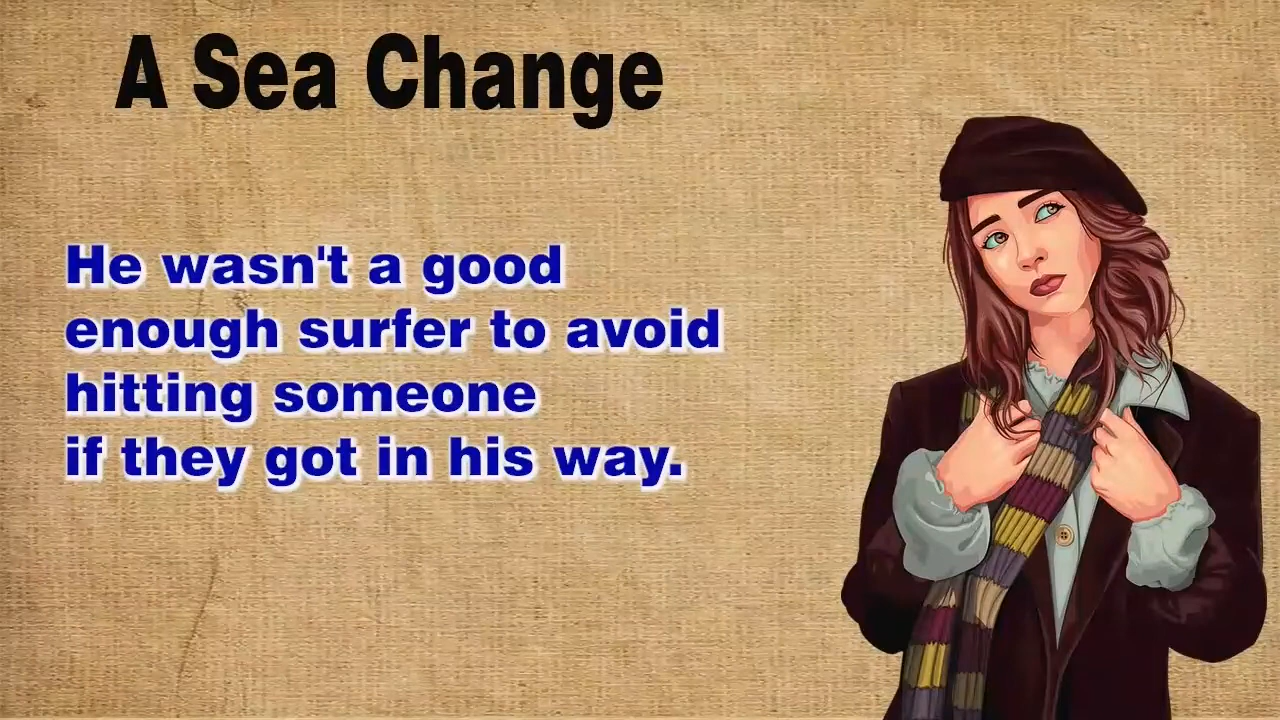 A Sea Change
He wasn't a good
enough surfer to avoid
hitting someone
if they got in his way.